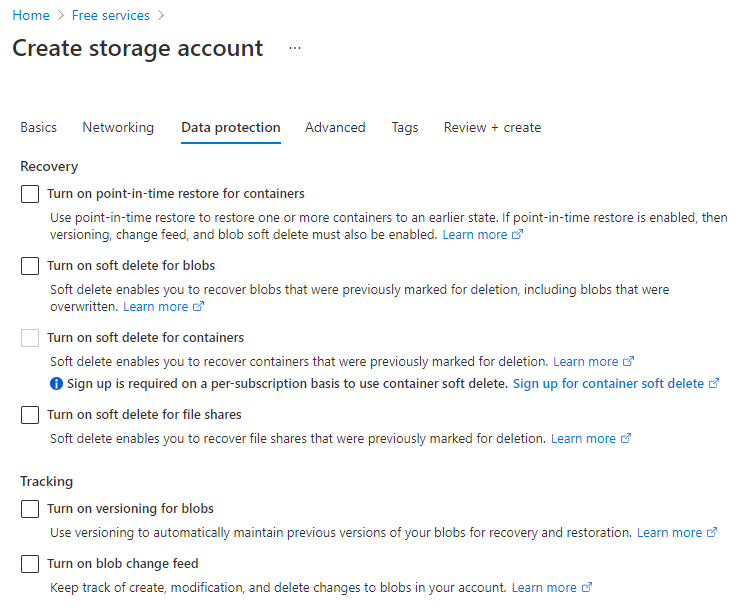 Home > Free services >
Create storage account ...
Basics Networking Data protection Advanced Tags Review + create
Recovery
Turn on point-in-time restore for containers
Use point-in-time restore to restore one or more containers to an earlier state. If point-in-time restore is enabled, then
versioning, change feed, and blob soft delete must also be enabled. Learn more
Turn on soft delete for blobs
Soft delete enables you to recover blobs that were previously marked for deletion, including blobs that were
overwritten. Learn more
Turn on soft delete for containers
Soft delete enables you to recover containers that were previously marked for deletion. Learn more
Sign up is required on a per-subscription basis to use container soft delete. Sign up for container soft delete
Turn on soft delete for file shares
Soft delete enables you to recover file shares that were previously marked for deletion. Learn more
Tracking
Turn on versioning for blobs
Use versioning to automatically maintain previous versions of your blobs for recovery and restoration. Learn more
Turn on blob change feed
Keep track of create, modification, and delete changes to blobs in your account. Learn more